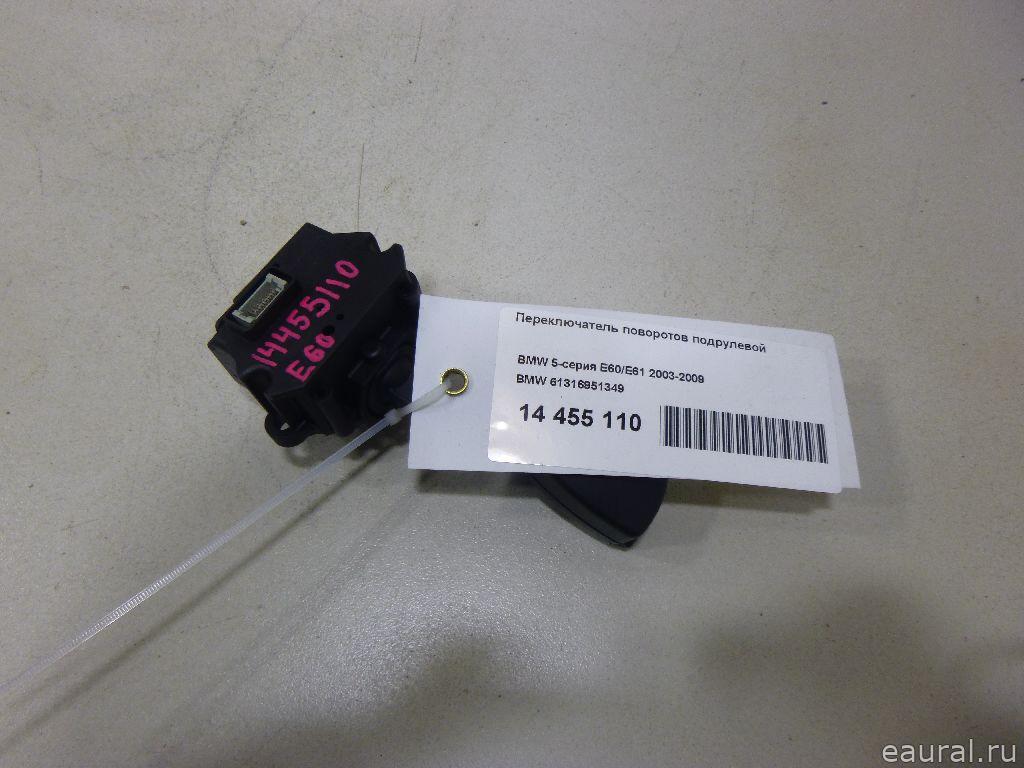 14455110
E60
Переключатель поворотов подрулевой
BMW 5-серия E60/E61 2003-2009
BMW 61316951349
14 455 110
eaural.ru